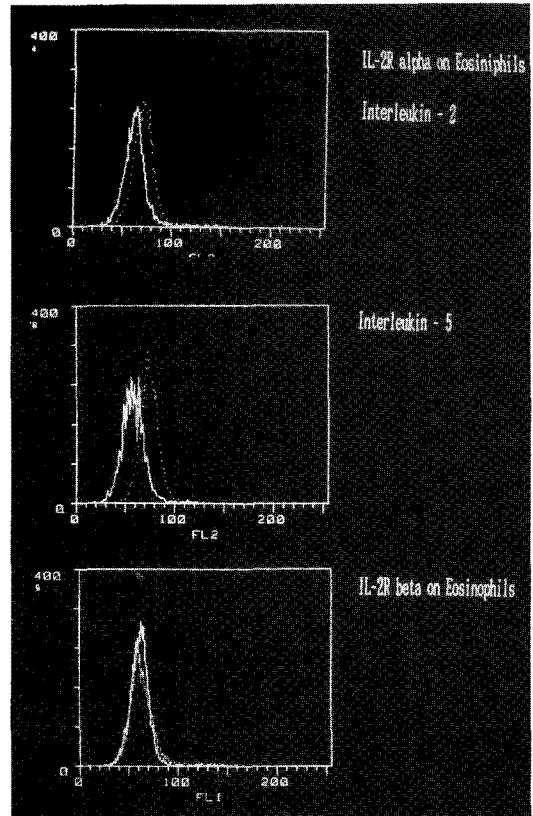 400
IL-2R alpha on Eosiniphils
Interleukin - 2
0
0 100 200
400
Interleukin - 5
0
0 100 200
FL2
400
IL-2R beta on Eosinophils
0
0 100 200
FL1